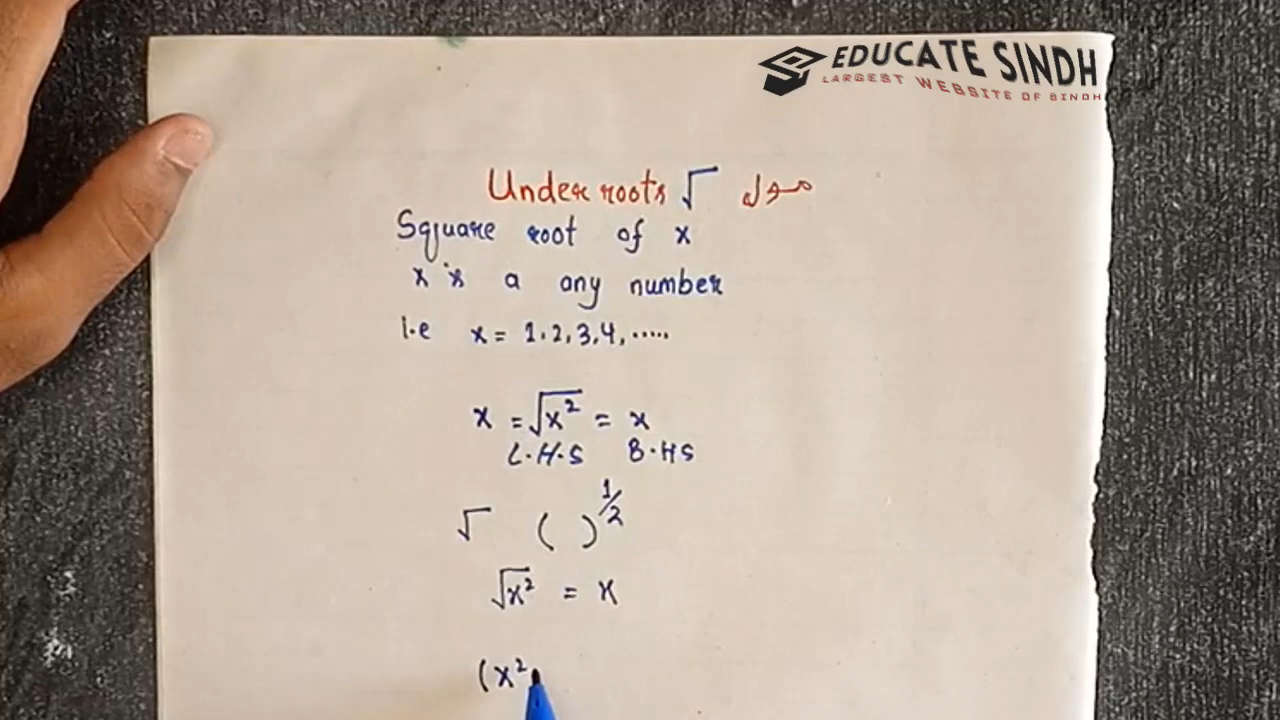 EDUCATE SINDH
LARGEST WEBSITE OF SINDH
Under roots √ مول
Square root of x
x is a any number
I.e x = 1.2,3,4,.....
x = √x² = x
L.H.S R.H S
√ ( )^1/2
√x² = x
(x²